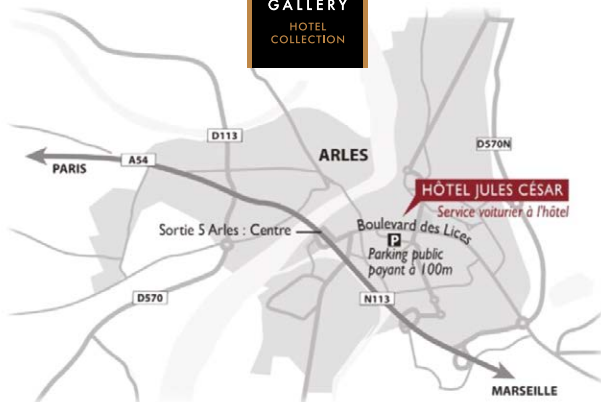 GALLERY
HOTEL
COLLECTION
D113
ARLES
D570N
A54
PARIS
HÔTEL JULES CÉSAR
Service voiturier à l'hôtel
Sortie 5 Arles : Centre
Boulevard des Lices
P
Parking public
payant à 100m
D570
N113
MARSEILLE